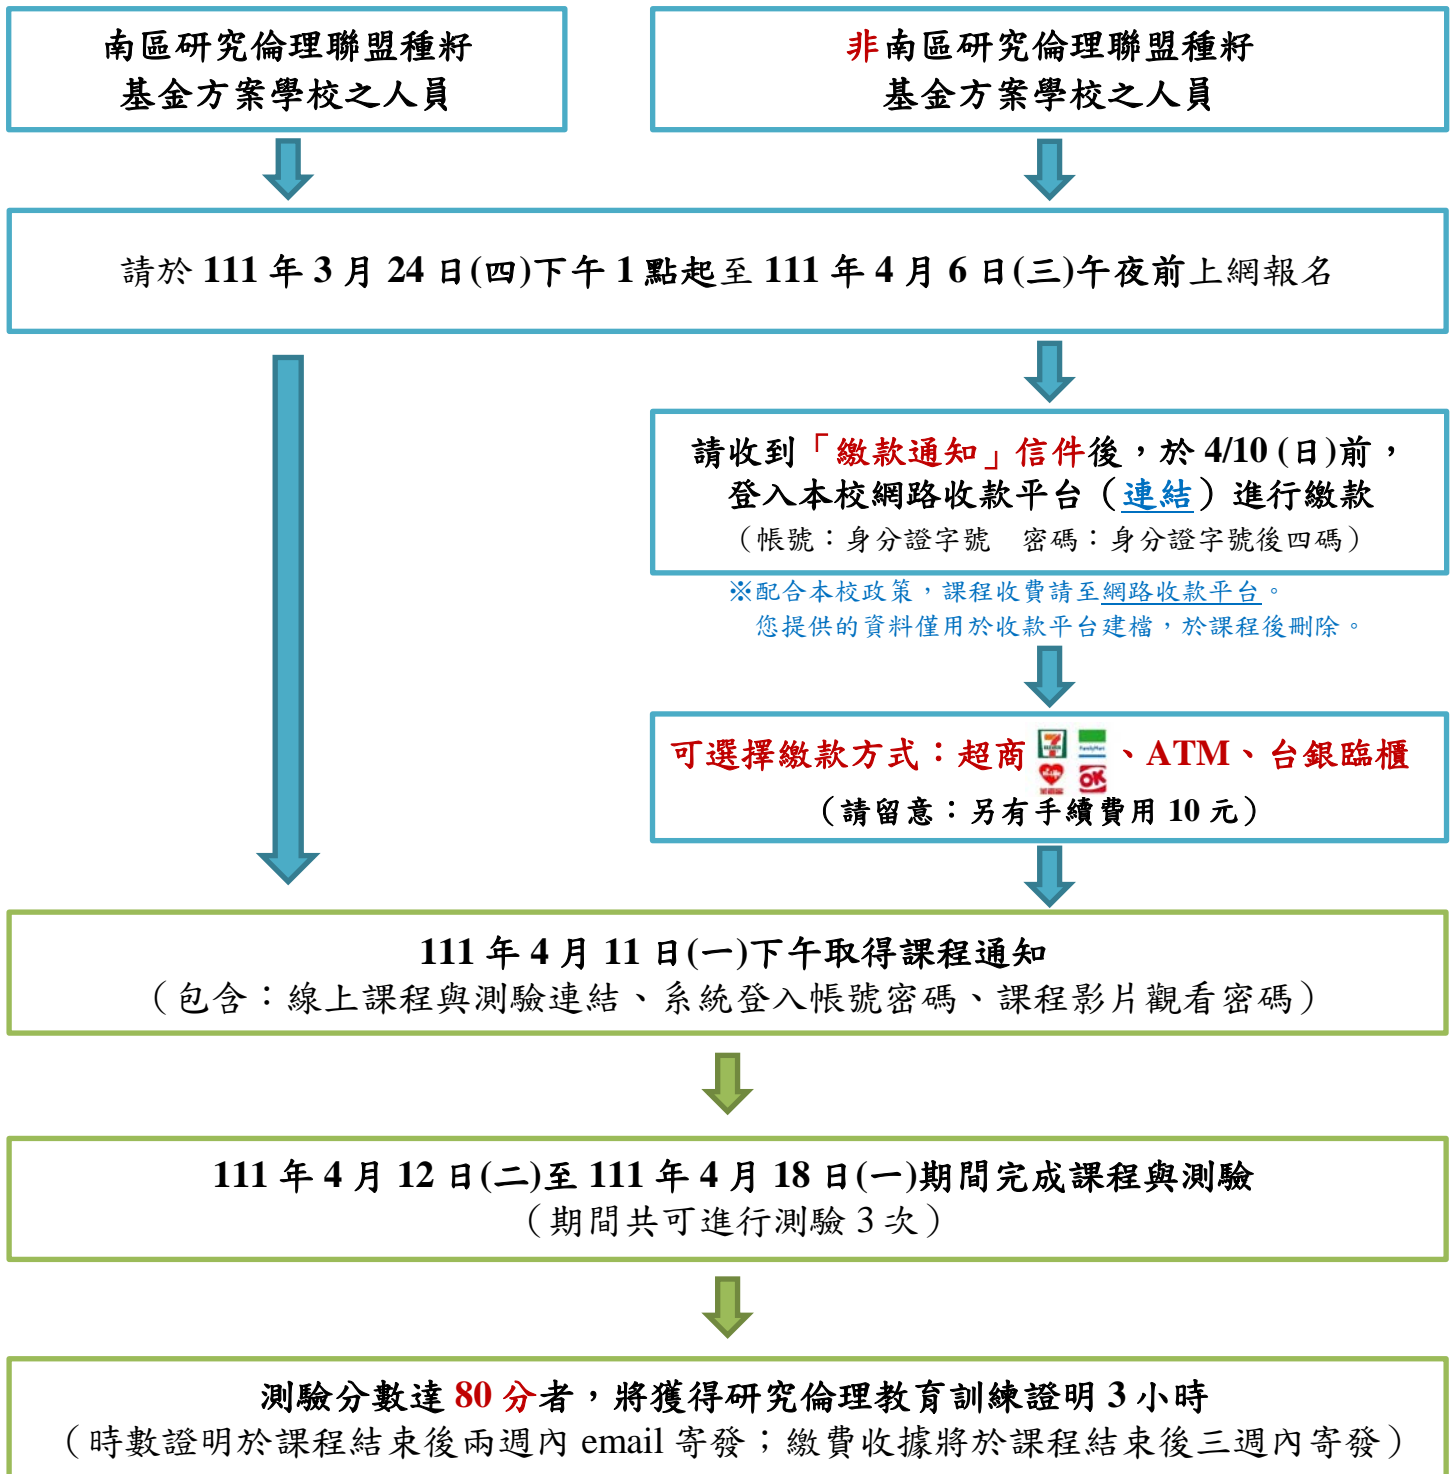 南區研究倫理聯盟種籽
基金方案學校之人員
非南區研究倫理聯盟種籽
基金方案學校之人員
請於 111 年 3 月 24 日(四)下午 1 點起至 111 年 4 月 6 日(三)午夜前上網報名
請收到「繳款通知」信件後，於 4/10 (日)前，
登入本校網路收款平台（連結）進行繳款
（帳號：身分證字號　密碼：身分證字號後四碼）
※配合本校政策，課程收費請至網路收款平台。
您提供的資料僅用於收款平台建檔，於課程後刪除。
可選擇繳款方式：超商 、ATM、台銀臨櫃
7
ELEVEN
FamilyMart
OK
（請留意：另有手續費用 10 元）
111 年 4 月 11 日(一)下午取得課程通知
（包含：線上課程與測驗連結、系統登入帳號密碼、課程影片觀看密碼）
111 年 4 月 12 日(二)至 111 年 4 月 18 日(一)期間完成課程與測驗
（期間共可進行測驗 3 次）
測驗分數達 80 分者，將獲得研究倫理教育訓練證明 3 小時
（時數證明於課程結束後兩週內 email 寄發；繳費收據將於課程結束後三週內寄發）